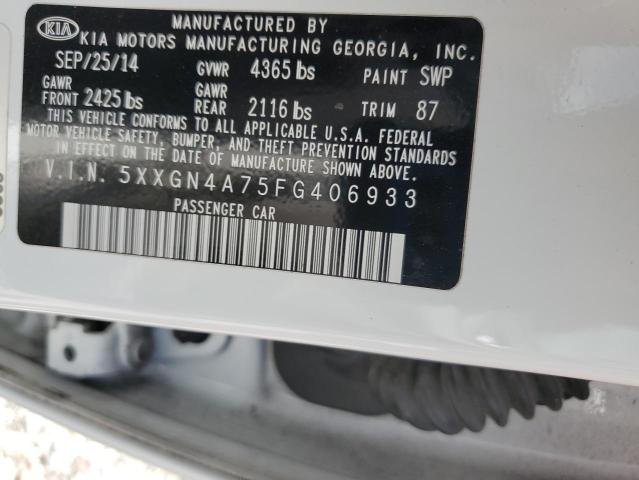 MANUFACTURED BY
KIA KIA MOTORS MANUFACTURING GEORGIA, INC.
SEP/25/14 GVWR 4365 lbs PAINT SWP
GAWR FRONT 2425 lbs GAWR REAR 2116 lbs TRIM 87
THIS VEHICLE CONFORMS TO ALL APPLICABLE U.S.A. FEDERAL
MOTOR VEHICLE SAFETY, BUMPER, AND THEFT PREVENTION STANDARDS
IN EFFECT ON THE DATE OF MANUFACTURE SHOWN ABOVE.
V.I.N. 5XXGN4A75FG406933
PASSENGER CAR